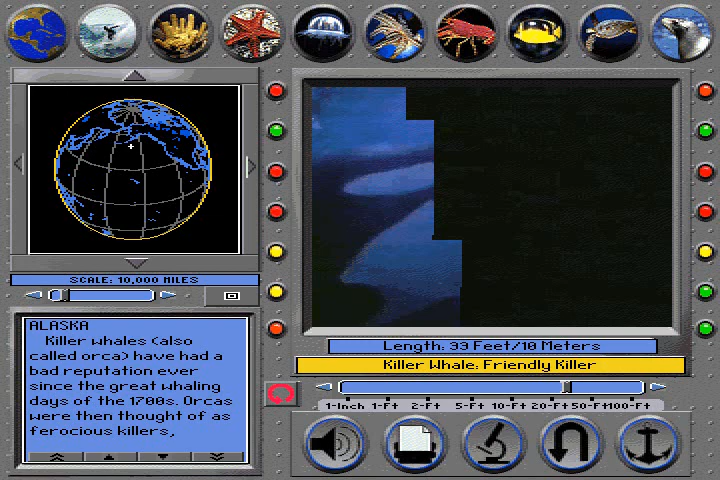 SCALE: 10,000 MILES
ALASKA
Killer whales (also
called orca) have had a
bad reputation ever
since the great whaling
days of the 1700s. Orcas
were then thought of as
ferocious killers,
Length: 33 Feet/10 Meters
Killer Whale: Friendly Killer
1-Inch 1-Ft 2-Ft 5-Ft 10-Ft 20-Ft 50-Ft 100-Ft